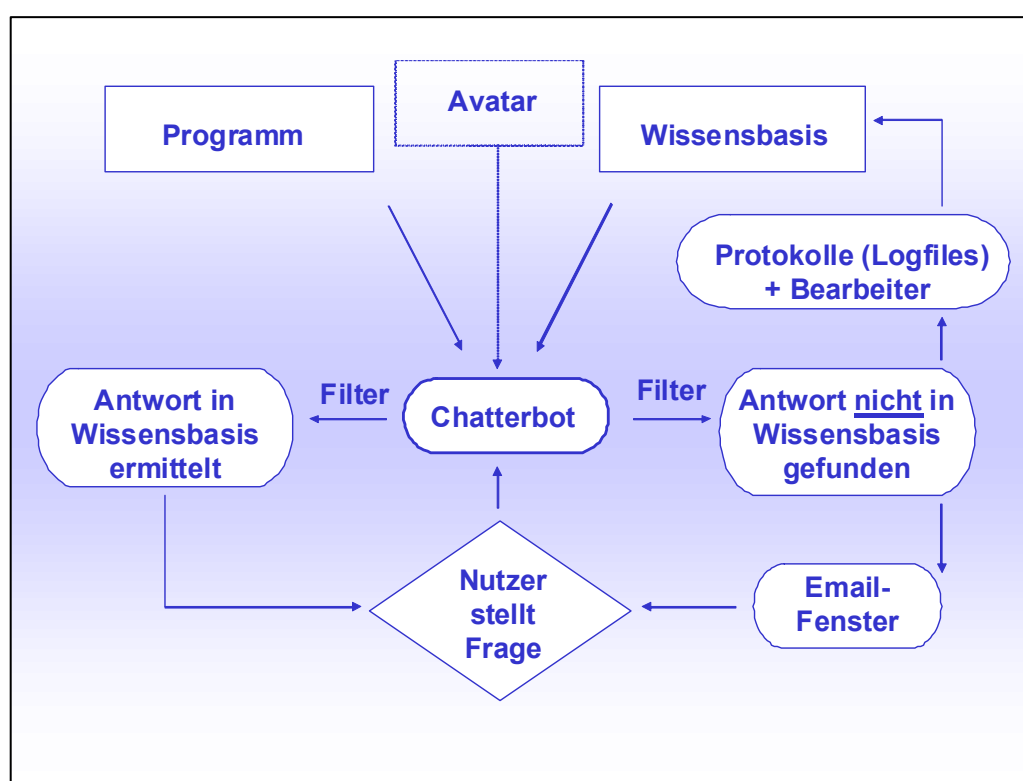 Avatar
Programm
Wissensbasis
Protokolle (Logfiles)
+ Bearbeiter
Antwort in
Wissensbasis
ermittelt
Filter
Chatterbot
Filter
Antwort nicht in
Wissensbasis
gefunden
Nutzer
stellt
Frage
Email-
Fenster